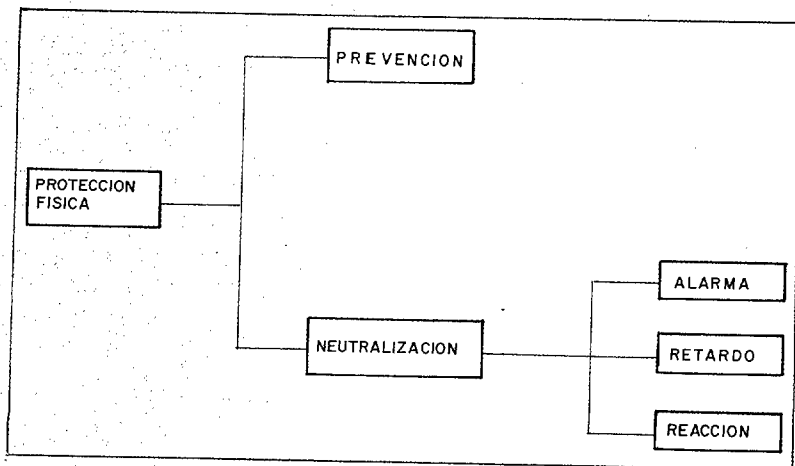 PREVENCION
PROTECCION
FISICA
ALARMA
NEUTRALIZACION
RETARDO
REACCION